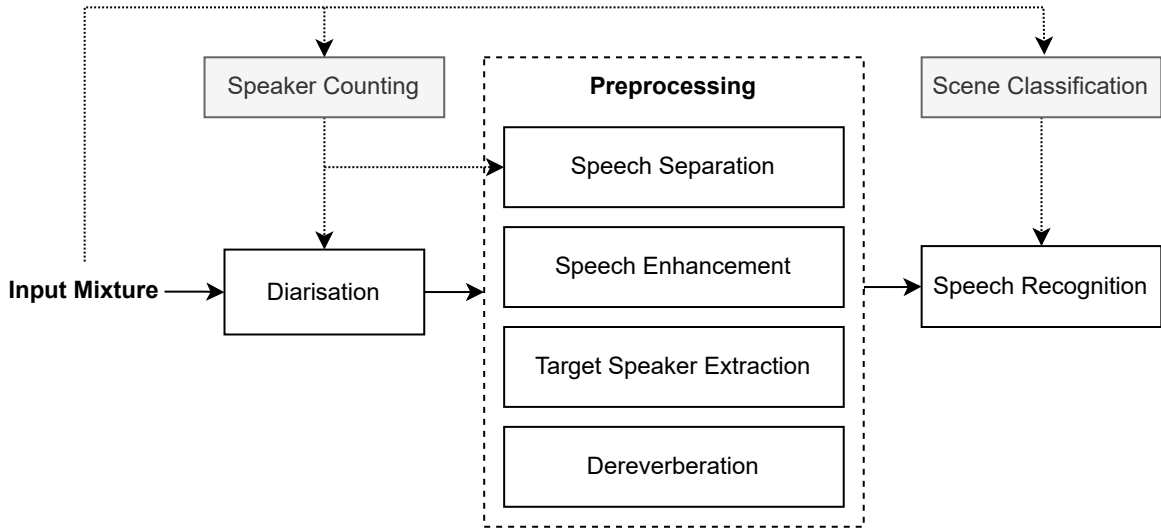 Speaker Counting
Preprocessing
Scene Classification
Speech Separation
Speech Enhancement
Input Mixture
Diarisation
Speech Recognition
Target Speaker Extraction
Dereverberation